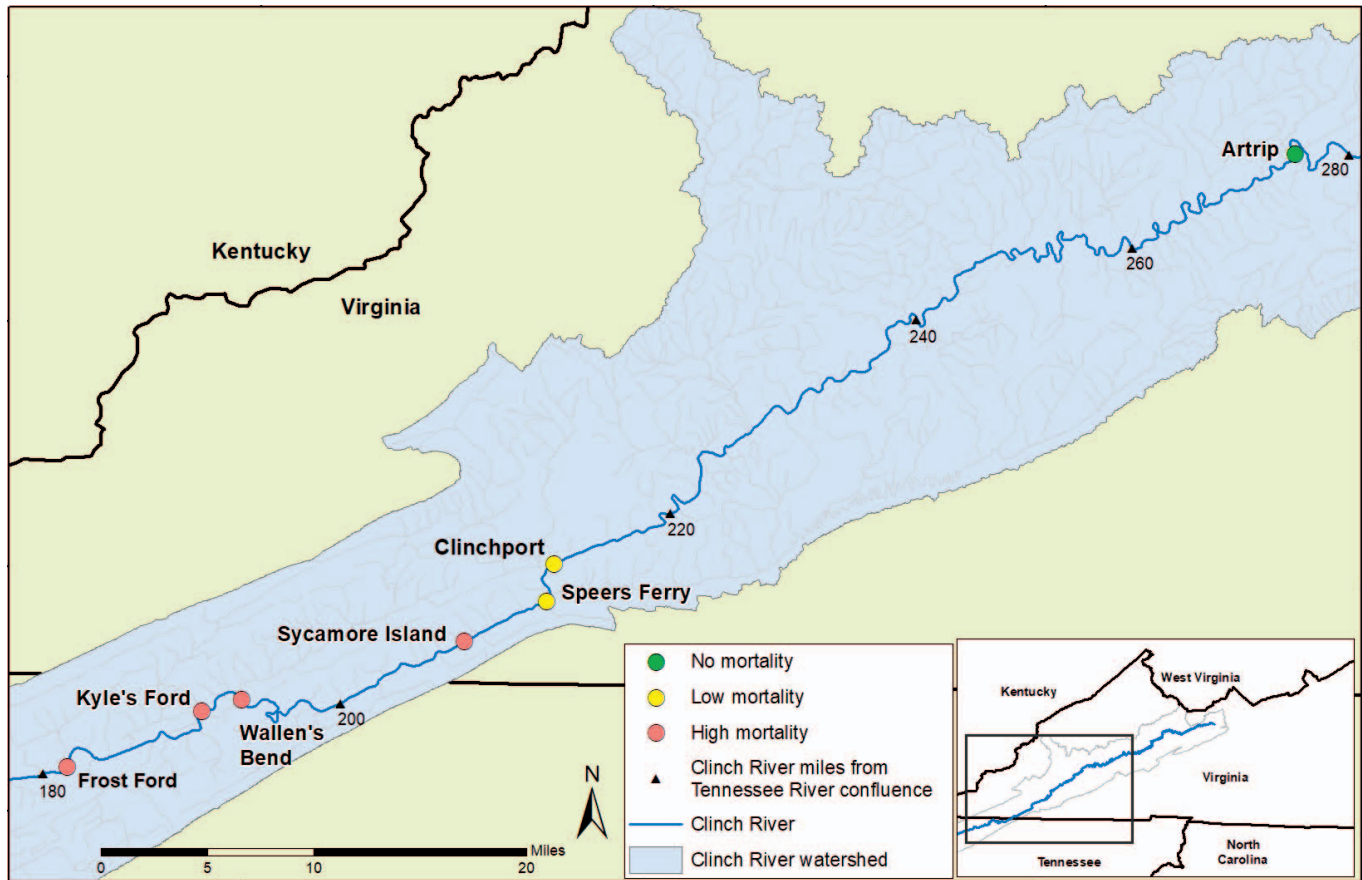 Artrip
280
Kentucky
260
Virginia
240
220
Clinchport
Speers Ferry
Sycamore Island
Kyle's Ford
200
Wallen's
Bend
180
Frost Ford
N
Miles
0
5
10
20
No mortality
Low mortality
High mortality
Clinch River miles from
Tennessee River confluence
Clinch River
Clinch River watershed
West Virginia
Kentucky
Virginia
North
Carolina
Tennessee